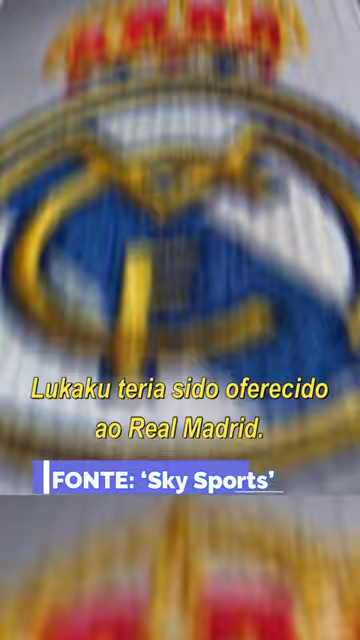 Lukaku teria sido oferecido
ao Real Madrid.
FONTE: ‘Sky Sports’